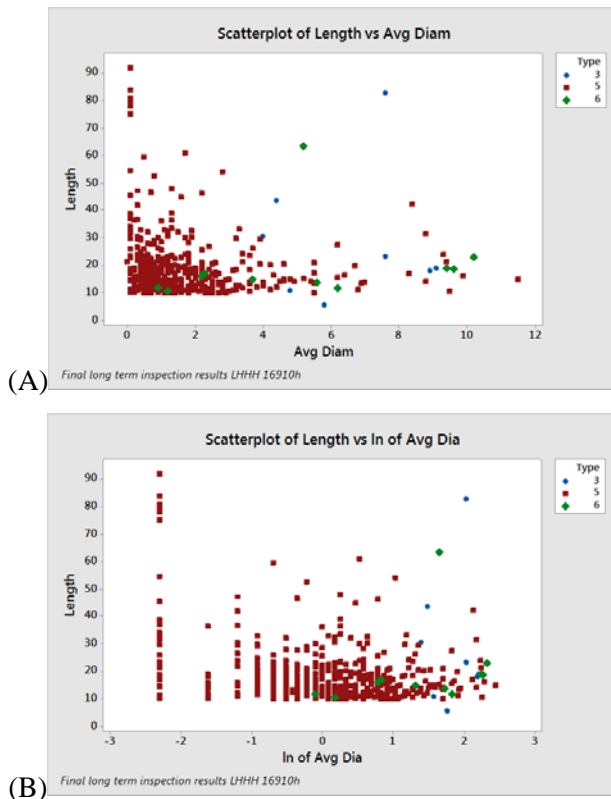 Scatterplot of Length vs Avg Diam
Type
3
5
6
90
80
70
60
50
40
30
20
10
0
Length
0 2 4 6 8 10 12
Avg Diam
Final long term inspection results LHHH 16910h
(A)
Scatterplot of Length vs ln of Avg Dia
Type
3
5
6
90
80
70
60
50
40
30
20
10
0
Length
-3 -2 -1 0 1 2 3
ln of Avg Dia
Final long term inspection results LHHH 16910h
(B)